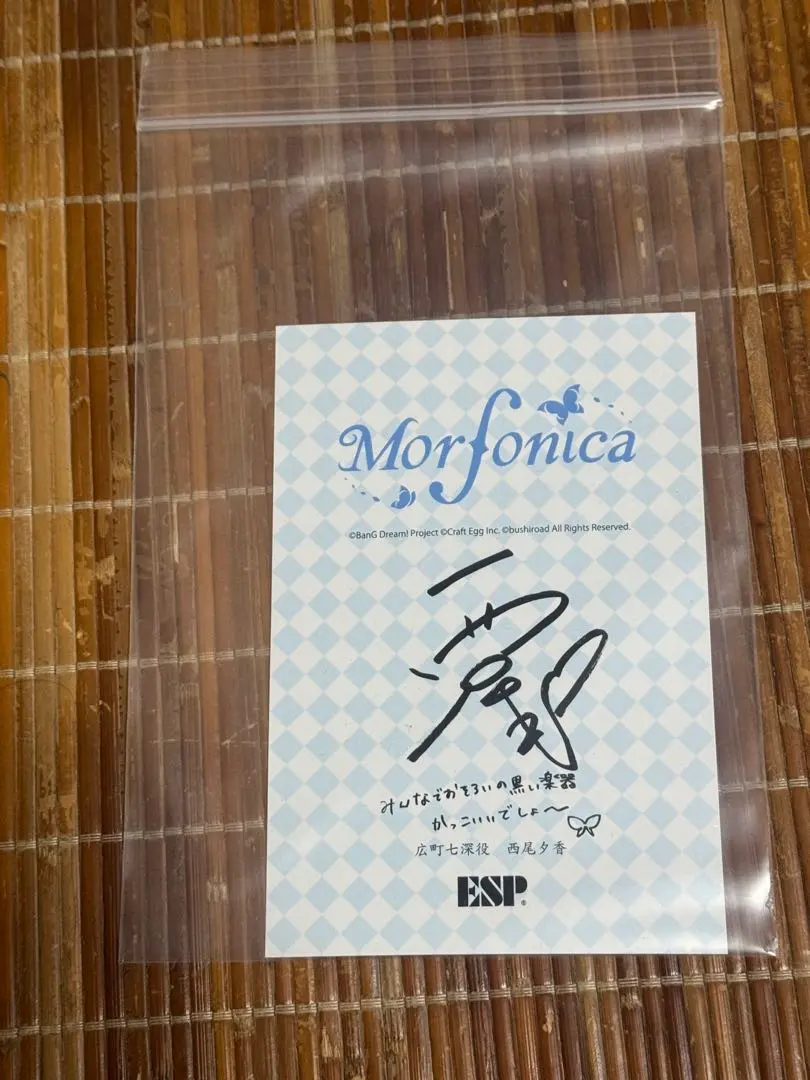 Morfonica
©BanG Dream! Project ©Craft Egg Inc. ©bushiroad All Rights Reserved.
みんなでおそろいの黒い楽器
かっこいいでしょ〜
広町七深役　西尾夕香
ESP®